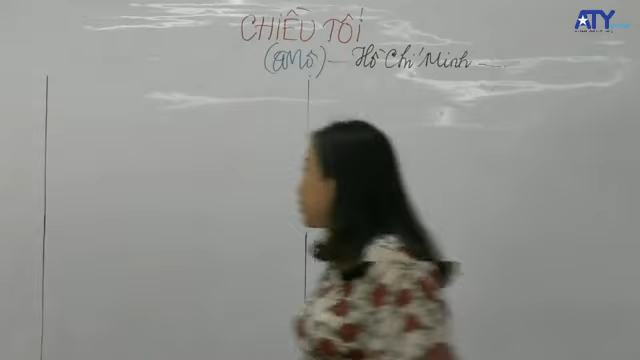 CHIỀU TỐI
(Mộ) - Hồ Chí Minh -
ATY